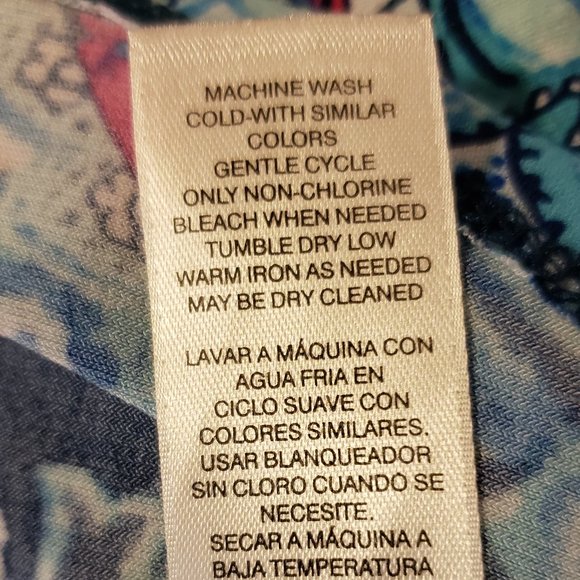 MACHINE WASH
COLD-WITH SIMILAR
COLORS
GENTLE CYCLE
ONLY NON-CHLORINE
BLEACH WHEN NEEDED
TUMBLE DRY LOW
WARM IRON AS NEEDED
MAY BE DRY CLEANED
LAVAR A MÁQUINA CON
AGUA FRIA EN
CICLO SUAVE CON
COLORES SIMILARES.
USAR BLANQUEADOR
SIN CLORO CUANDO SE
NECESITE.
SECAR A MÁQUINA A
BAJA TEMPERATURA